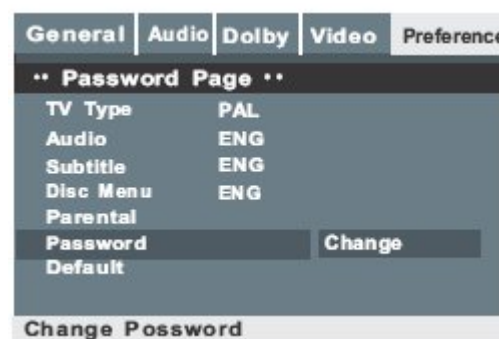 General Audio Dolby Video Preference
•• Password Page ••
TV Type PAL
Audio ENG
Subtitle ENG
Disc Menu ENG
Parental
Password Change
Default
Change Possword